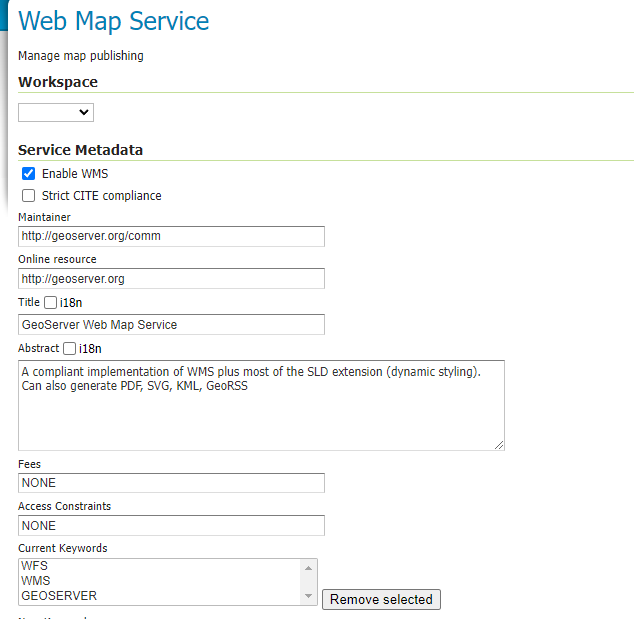 Web Map Service
Manage map publishing
Workspace
Service Metadata
Enable WMS
Strict CITE compliance
Maintainer
http://geoserver.org/comm
Online resource
http://geoserver.org
Title i18n
GeoServer Web Map Service
Abstract i18n
A compliant implementation of WMS plus most of the SLD extension (dynamic styling).
Can also generate PDF, SVG, KML, GeoRSS
Fees
NONE
Access Constraints
NONE
Current Keywords
WFS
WMS
GEOSERVER
Remove selected